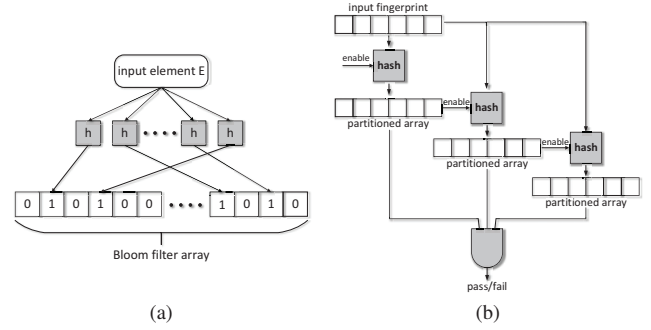 input element E
h h h h
0 1 0 1 0 0 1 0 1 0
Bloom filter array
(a)
input fingerprint
enable
hash
partitioned array
enable
hash
partitioned array
enable
hash
partitioned array
pass/fail
(b)